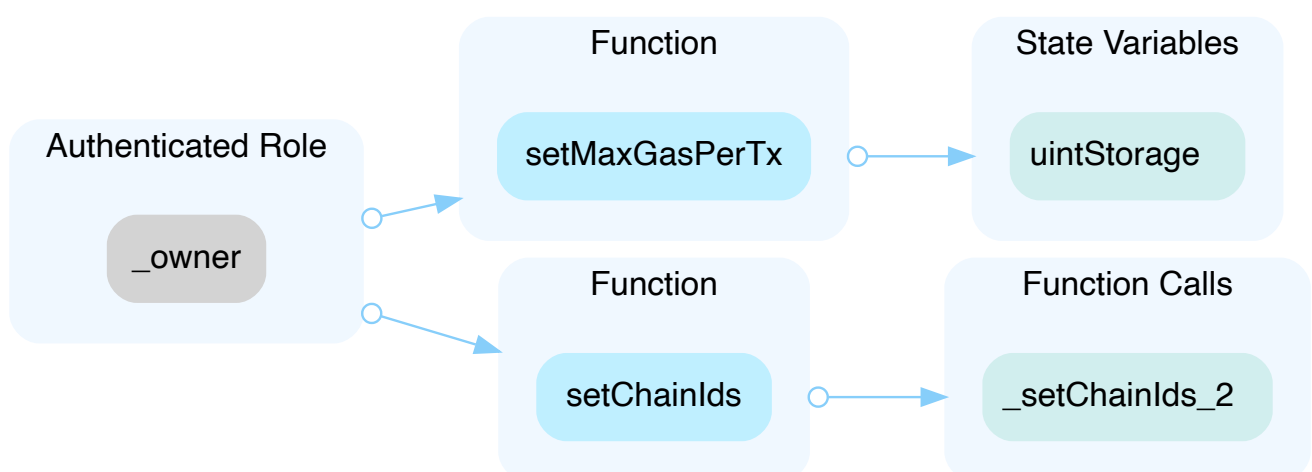 Authenticated Role
_owner
Function
setMaxGasPerTx
State Variables
uintStorage
Function
setChainIds
Function Calls
_setChainIds_2